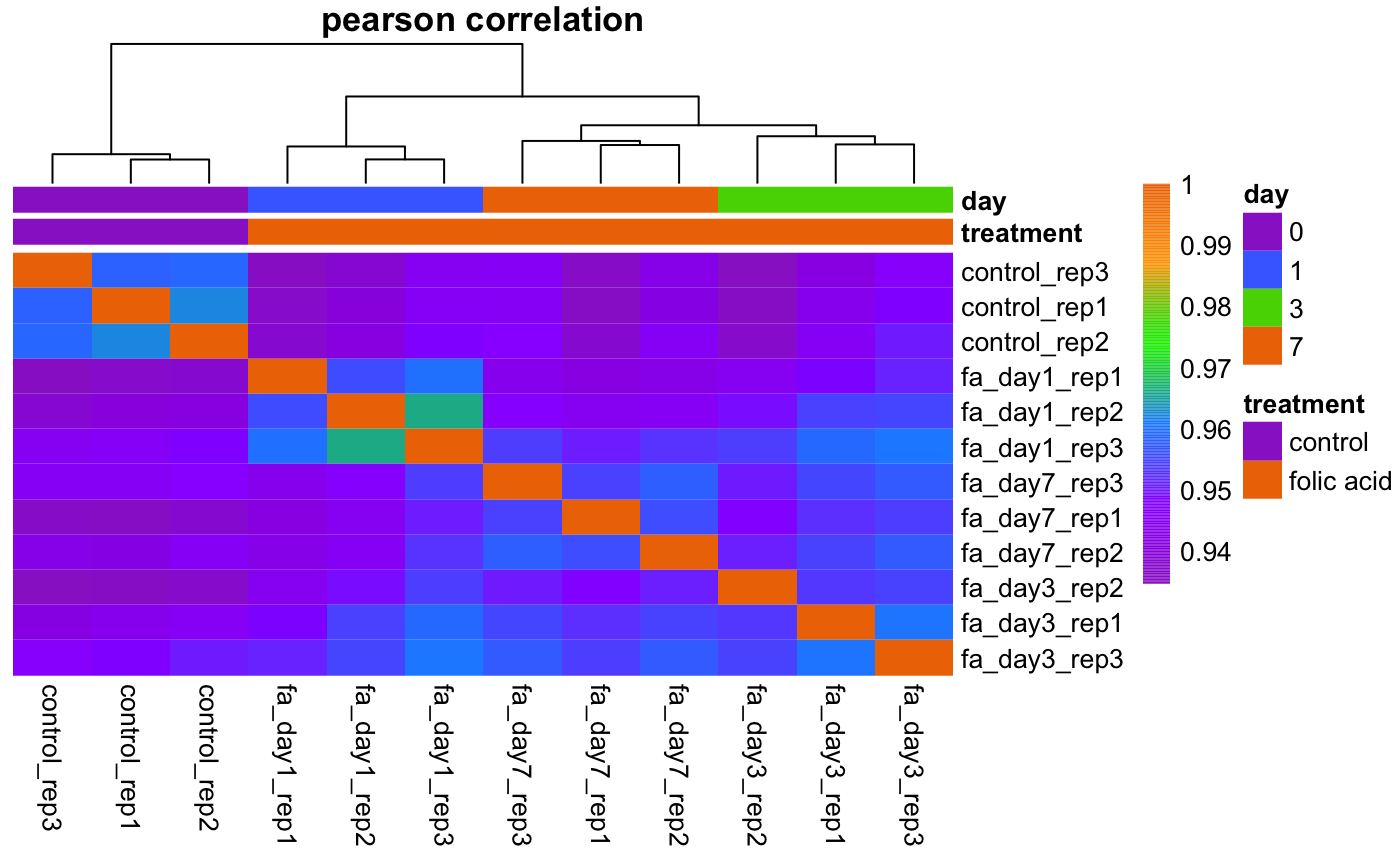 pearson correlation
day
treatment
control_rep3
control_rep1
control_rep2
fa_day1_rep1
fa_day1_rep2
fa_day1_rep3
fa_day7_rep3
fa_day7_rep1
fa_day7_rep2
fa_day3_rep2
fa_day3_rep1
fa_day3_rep3
control_rep3
control_rep1
control_rep2
fa_day1_rep1
fa_day1_rep2
fa_day1_rep3
fa_day7_rep3
fa_day7_rep1
fa_day7_rep2
fa_day3_rep2
fa_day3_rep1
fa_day3_rep3
1
0.99
0.98
0.97
0.96
0.95
0.94
day
0
1
3
7
treatment
control
folic acid